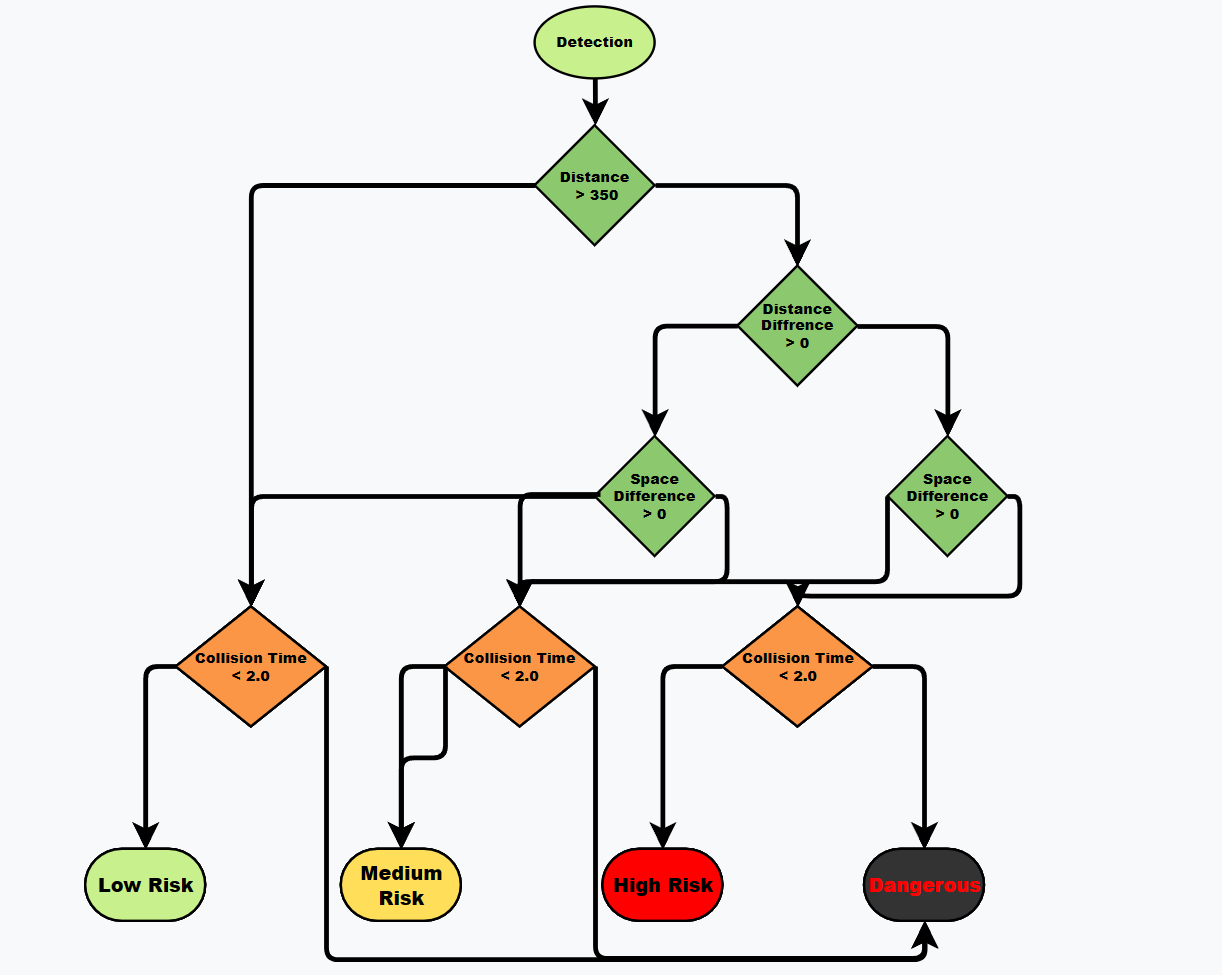 Detection
Distance
> 350
Distance
Diffrence
> 0
Space
Difference
> 0
Space
Difference
> 0
Collision Time
< 2.0
Collision Time
< 2.0
Collision Time
< 2.0
Low Risk
Medium
Risk
High Risk
Dangerous